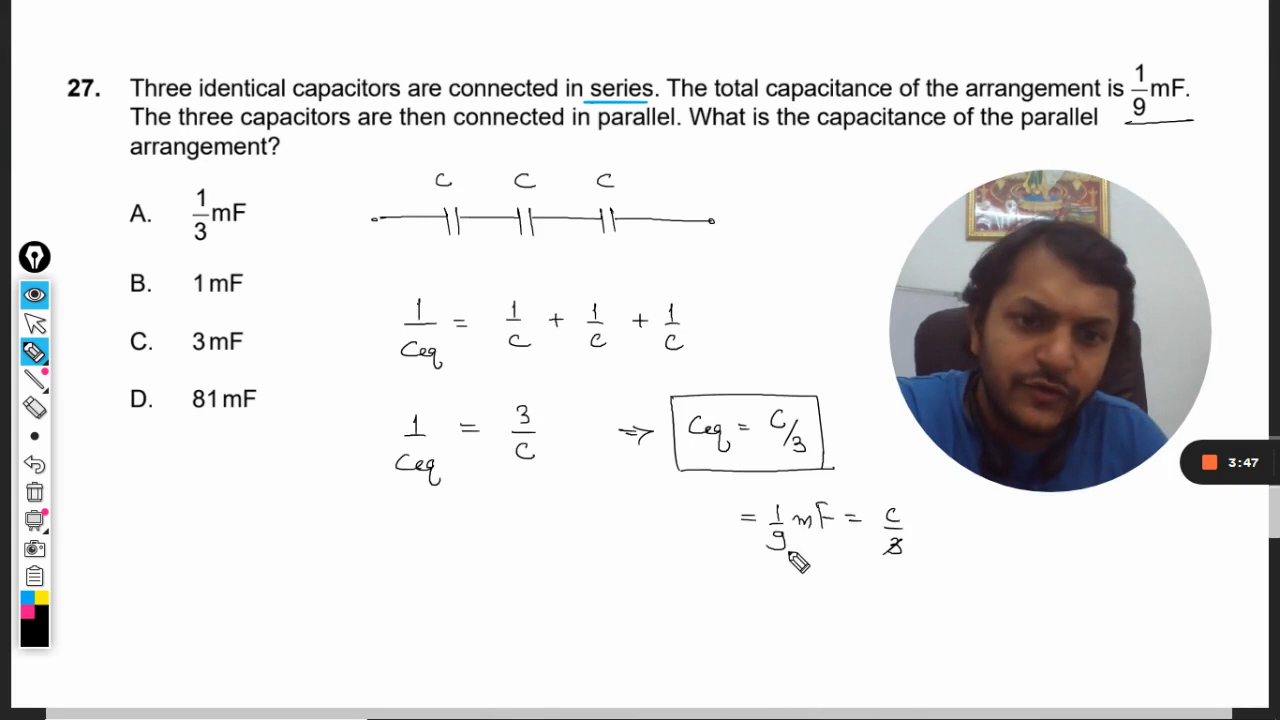 27. Three identical capacitors are connected in series. The total capacitance of the arrangement is 1/9 mF.
The three capacitors are then connected in parallel. What is the capacitance of the parallel
arrangement?
A. 1/3 mF
B. 1 mF
C. 3 mF
D. 81 mF
C C C
1/Ceq = 1/C + 1/C + 1/C
1/Ceq = 3/C ⇒ Ceq = C/3
= 1/9 mF = C/3
3:47